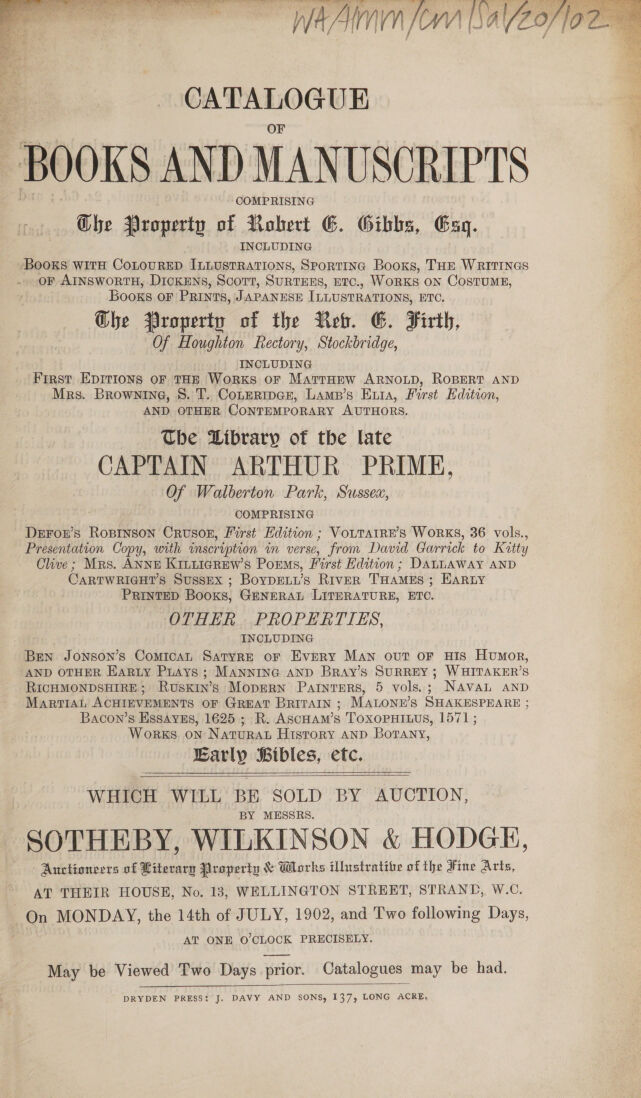 WA/HMM/CM/Sal/20/102
CATALOGUE
OF
BOOKS AND MANUSCRIPTS
COMPRISING
The Property of Robert E. Gibbs, Esq.
INCLUDING
BOOKS WITH COLOURED ILLUSTRATIONS, SPORTING BOOKS, THE WRITINGS
OF AINSWORTH, DICKENS, SCOTT, SURTEES, ETC., WORKS ON COSTUME,
BOOKS OF PRINTS, JAPANESE ILLUSTRATIONS, ETC.
The Property of the Rev. E. Firth,
Of Houghton Rectory, Stockbridge,
INCLUDING
FIRST EDITIONS OF THE WORKS OF MATTHEW ARNOLD, ROBERT AND
MRS. BROWNING, S. T. COLERIDGE, LAMB'S ELIA, First Edition,
AND OTHER CONTEMPORARY AUTHORS.
The Library of the late
CAPTAIN ARTHUR PRIME,
Of Walberton Park, Sussex,
COMPRISING
DEFOE'S ROBINSON CRUSOE, First Edition; VOLTAIRE'S WORKS, 36 vols.,
Presentation Copy, with inscription in verse, from David Garrick to Kitty
Clive; MRS. ANNE KILLIGREW'S POEMS, First Edition; DALLAWAY AND
CARTWRIGHT'S SUSSEX; BOYDELL'S RIVER THAMES; EARLY
PRINTED BOOKS, GENERAL LITERATURE, ETC.
OTHER PROPERTIES,
INCLUDING
BEN JONSON'S COMICAL SATYRE OF EVERY MAN OUT OF HIS HUMOR,
AND OTHER EARLY PLAYS; MANNING AND BRAY'S SURREY; WHITAKER'S
RICHMONDSHIRE; RUSKIN'S MODERN PAINTERS, 5 vols.; NAVAL AND
MARTIAL ACHIEVEMENTS OF GREAT BRITAIN; MALONE'S SHAKESPEARE;
BACON'S ESSAYES, 1625; R. ASCHAM'S TOXOPHILUS, 1571;
WORKS ON NATURAL HISTORY AND BOTANY,
Early Bibles, etc.
WHICH WILL BE SOLD BY AUCTION,
BY MESSRS.
SOTHEBY, WILKINSON & HODGE,
Auctioneers of Literary Property & Works illustrative of the Fine Arts,
AT THEIR HOUSE, No. 13, WELLINGTON STREET, STRAND, W.C.
On MONDAY, the 14th of JULY, 1902, and Two following Days,
AT ONE O'CLOCK PRECISELY.
May be Viewed Two Days prior. Catalogues may be had.
DRYDEN PRESS: J. DAVY AND SONS, 137, LONG ACRE.